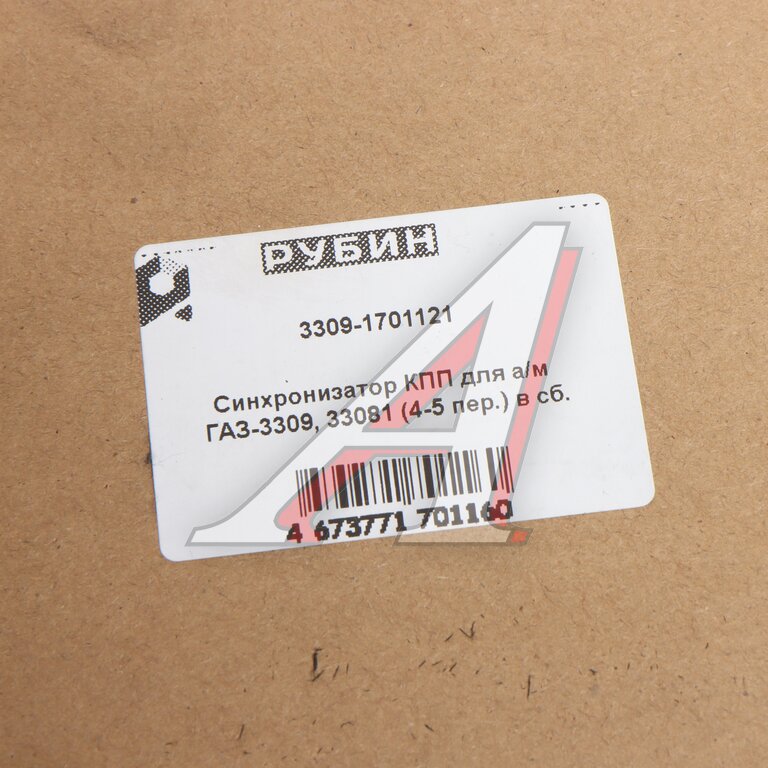 РУБИН
3309-1701121
Синхронизатор КПП для а/м
ГАЗ-3309, 33081 (4-5 пер.) в сб.
4 673771 701160